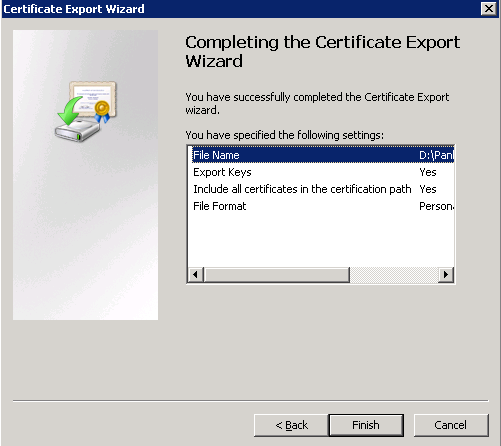 Certificate Export Wizard
Completing the Certificate Export
Wizard
You have successfully completed the Certificate Export
wizard.
You have specified the following settings:
File Name D:\Pan
Export Keys Yes
Include all certificates in the certification path Yes
File Format Person
< Back Finish Cancel